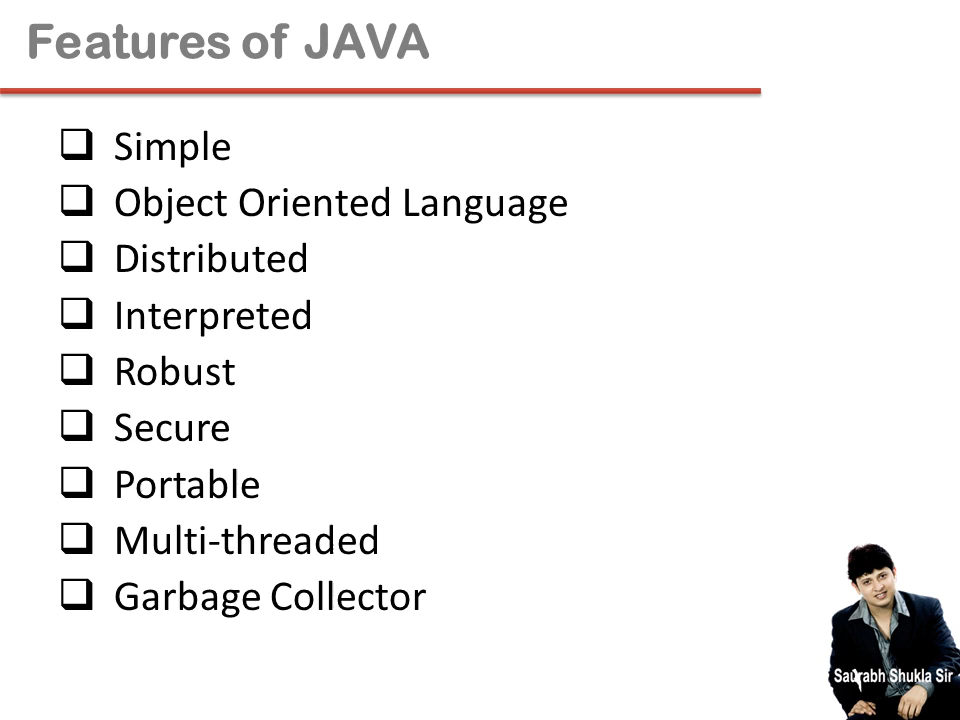 Features of JAVA
Simple
Object Oriented Language
Distributed
Interpreted
Robust
Secure
Portable
Multi-threaded
Garbage Collector
Saurabh Shukla Sir